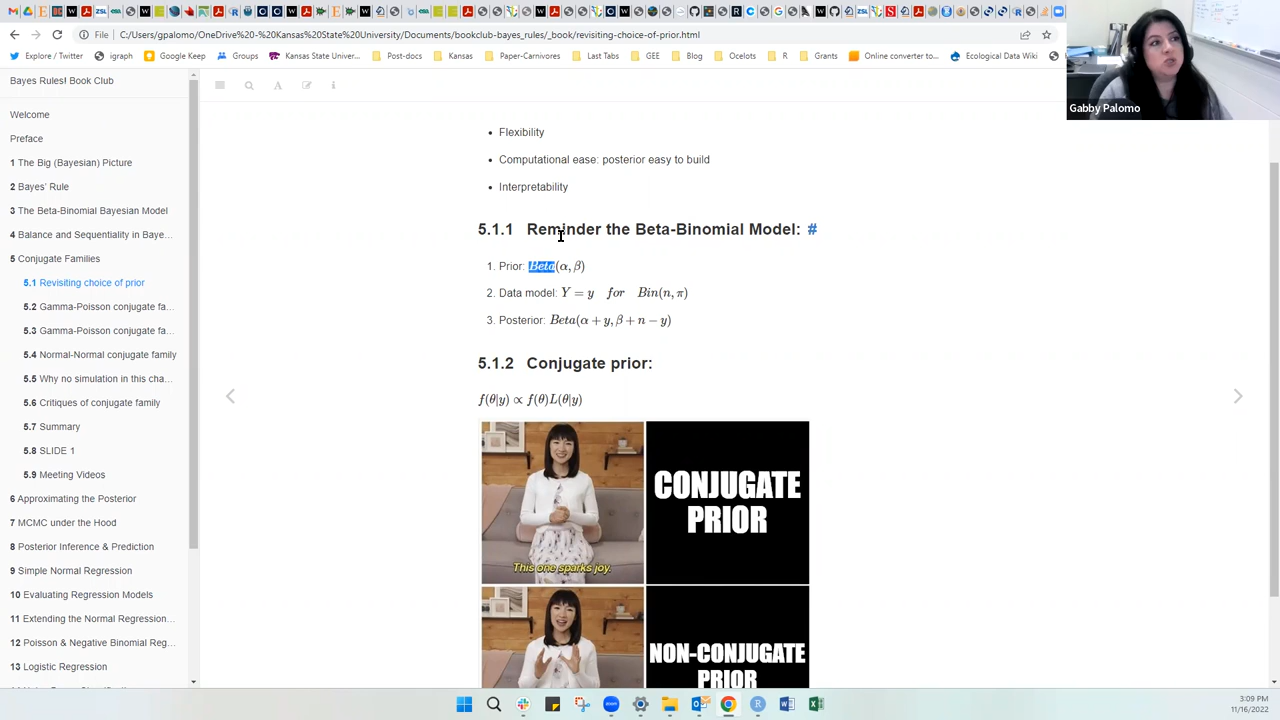 File
C:/Users/gpalomo/OneDrive%20-%20Kansas%20State%20University/Documents/bookclub-bayes_rules/_book/revisiting-choice-of-prior.html
Explore / Twitter
igraph
Google Keep
Groups
Kansas State Univer...
Post-docs
Kansas
Paper-Carnivores
Last Tabs
GEE
Blog
Ocelots
R
Grants
Online converter to...
Ecological Data Wiki
Gabby Palomo
Bayes Rules! Book Club
Welcome
Preface
1 The Big (Bayesian) Picture
2 Bayes' Rule
3 The Beta-Binomial Bayesian Model
4 Balance and Sequentiality in Baye...
5 Conjugate Families
5.1 Revisiting choice of prior
5.2 Gamma-Poisson conjugate fa...
5.3 Gamma-Poisson conjugate fa...
5.4 Normal-Normal conjugate family
5.5 Why no simulation in this cha...
5.6 Critiques of conjugate family
5.7 Summary
5.8 SLIDE 1
5.9 Meeting Videos
6 Approximating the Posterior
7 MCMC under the Hood
8 Posterior Inference & Prediction
9 Simple Normal Regression
10 Evaluating Regression Models
11 Extending the Normal Regression...
12 Poisson & Negative Binomial Reg...
13 Logistic Regression
• Flexibility
• Computational ease: posterior easy to build
• Interpretability
5.1.1 Reminder the Beta-Binomial Model: #
1. Prior: Beta(α, β)
2. Data model: Y = y for Bin(n, π)
3. Posterior: Beta(α + y, β + n − y)
5.1.2 Conjugate prior:
f(θ|y) ∝ f(θ)L(θ|y)
This one sparks joy.
CONJUGATE
PRIOR
NON-CONJUGATE
PRIOR
3:09 PM
11/16/2022